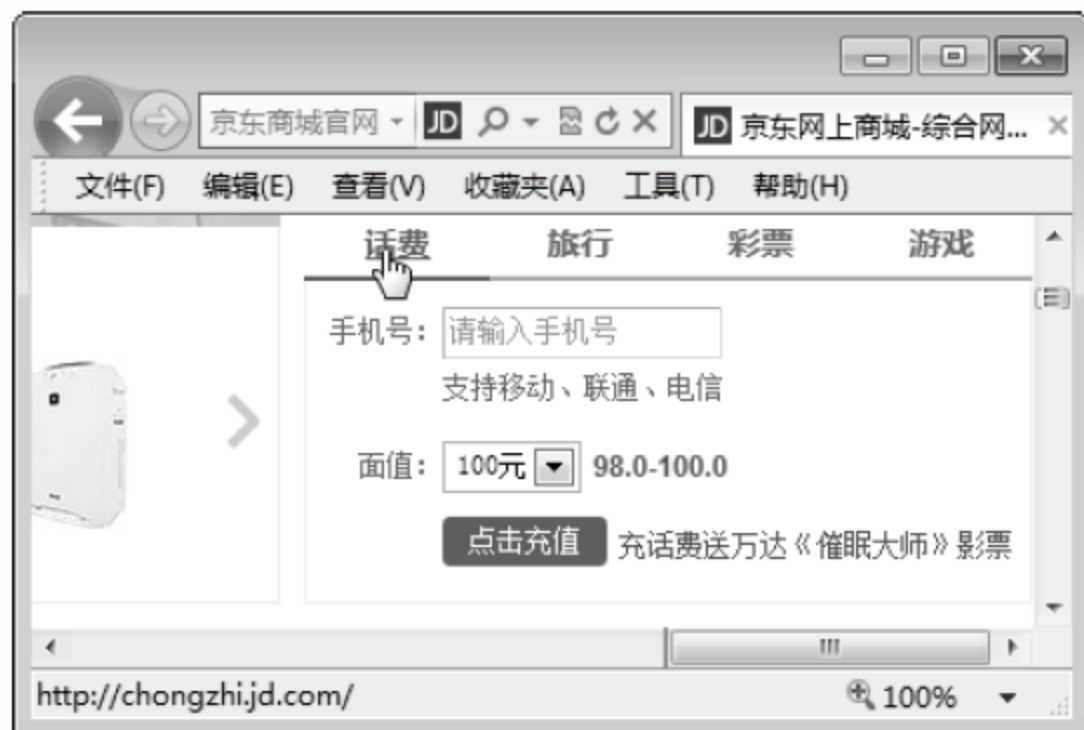 京东商城官网 JD JD 京东网上商城-综合网...
文件(F) 编辑(E) 查看(V) 收藏夹(A) 工具(T) 帮助(H)
话费 旅行 彩票 游戏
手机号: 请输入手机号
支持移动、联通、电信
面值: 100元 98.0-100.0
点击充值 充话费送万达《催眠大师》影票
http://chongzhi.jd.com/ 100%